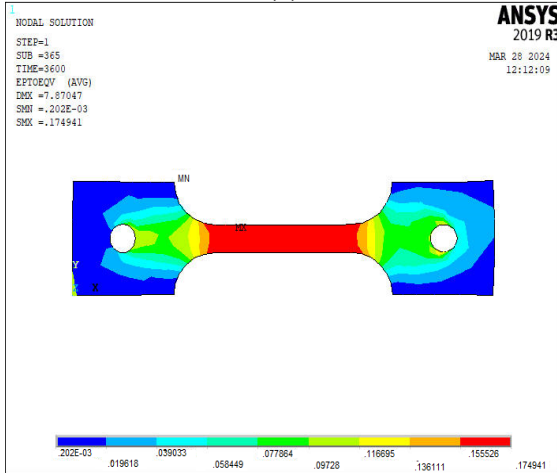 1
NODAL SOLUTION
STEP=1
SUB =365
TIME=3600
EPTOEQV (AVG)
DMX =7.87047
SMN =.202E-03
SMX =.174941
ANSYS
2019 R3
MAR 28 2024
12:12:09
MN
MX
Y
Z X
.202E-03 .039033 .077864 .116695 .155526
.019618 .058449 .09728 .136111 .174941